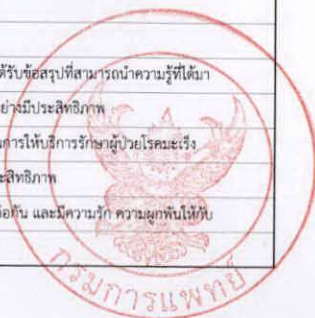 ด้รับข้อสรุปที่สามารถนำความรู้ที่ได้มา
ย่างมีประสิทธิภาพ
นการให้บริการรักษาผู้ป่วยโรคมะเร็ง
ระสิทธิภาพ
่อกัน และมีความรัก ความผูกพันให้กับ
กรมการแพทย์